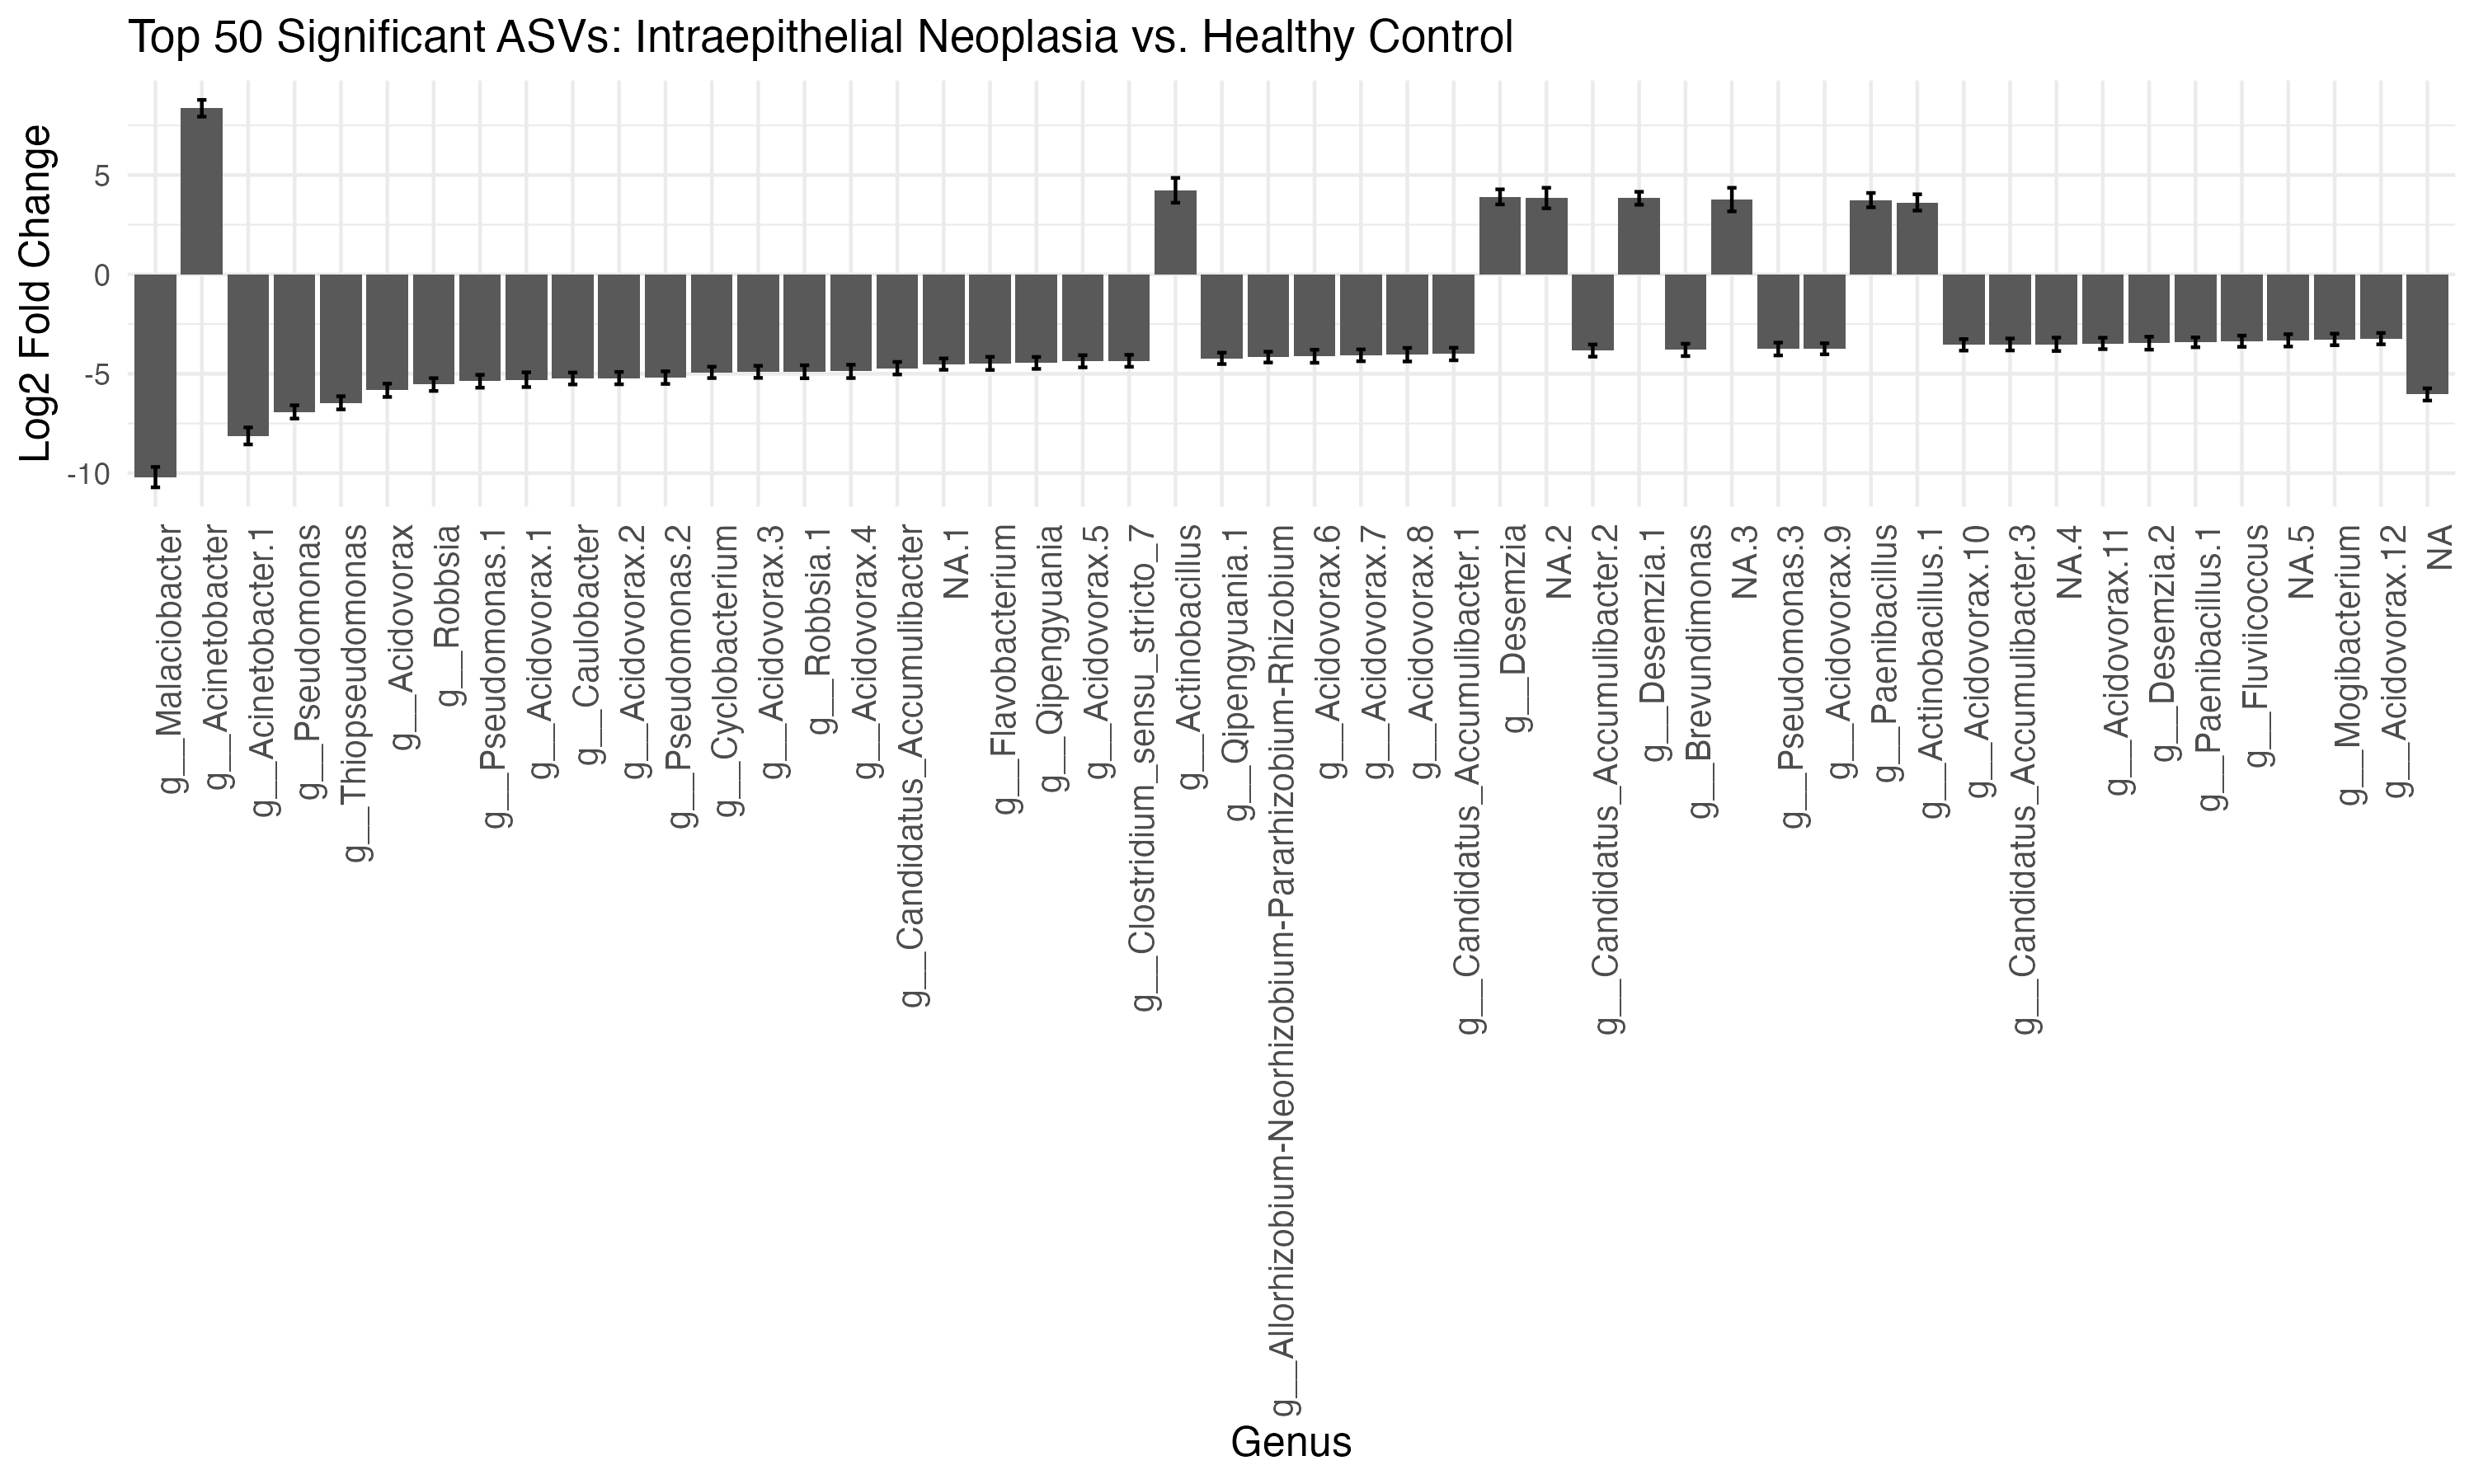 Top 50 Significant ASVs: Intraepithelial Neoplasia vs. Healthy Control
Log2 Fold Change
5
0
-5
-10
g__Malaciobacter
g__Acinetobacter
g__Acinetobacter.1
g__Pseudomonas
g__Thiopseudomonas
g__Acidovorax
g__Robbsia
g__Pseudomonas.1
g__Acidovorax.1
g__Caulobacter
g__Acidovorax.2
g__Pseudomonas.2
g__Cyclobacterium
g__Acidovorax.3
g__Robbsia.1
g__Acidovorax.4
g__Candidatus_Accumulibacter
NA.1
g__Flavobacterium
g__Qipengyuania
g__Acidovorax.5
g__Clostridium_sensu_stricto_7
g__Actinobacillus
g__Qipengyuania.1
g__Allorhizobium-Neorhizobium-Pararhizobium-Rhizobium
g__Acidovorax.6
g__Acidovorax.7
g__Acidovorax.8
g__Candidatus_Accumulibacter.1
g__Desemzia
NA.2
g__Candidatus_Accumulibacter.2
g__Desemzia.1
g__Brevundimonas
NA.3
g__Pseudomonas.3
g__Acidovorax.9
g__Paenibacillus
g__Actinobacillus.1
g__Acidovorax.10
g__Candidatus_Accumulibacter.3
NA.4
g__Acidovorax.11
g__Desemzia.2
g__Paenibacillus.1
g__Fluviicoccus
NA.5
g__Mogibacterium
g__Acidovorax.12
NA
Genus